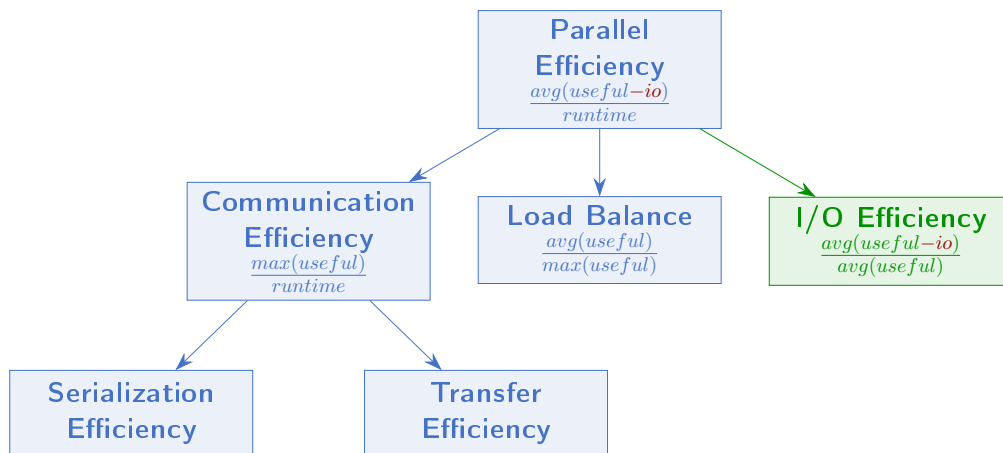 Parallel
Efficiency
avg(useful−io)
runtime
Communication
Efficiency
max(useful)
runtime
Load Balance
avg(useful)
max(useful)
I/O Efficiency
avg(useful−io)
avg(useful)
Serialization
Efficiency
Transfer
Efficiency